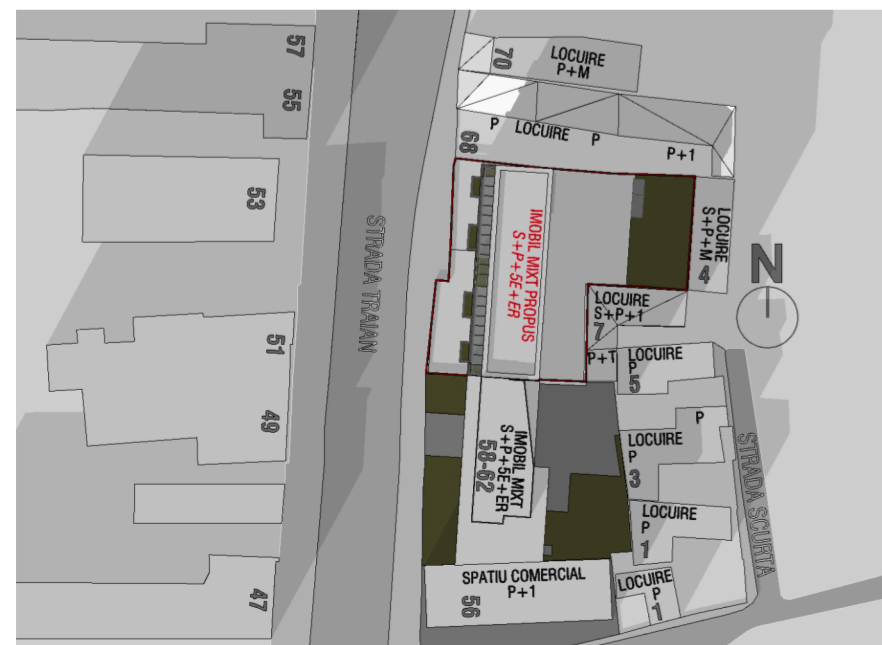 57
55
53
51
49
47
STRADA TRAIAN
70
LOCUIRE
P+M
68
P
LOCUIRE
P
P+1
IMOBIL MIXT PROPUS
S+P+5E+ER
LOCUIRE
S+P+M
4
N
LOCUIRE
S+P+1
7
P+T
LOCUIRE
P
5
IMOBIL MIXT
S+P+5E+ER
58-62
P
LOCUIRE
P
3
STRADA SCURTA
LOCUIRE
P
1
SPATIU COMERCIAL
P+1
56
LOCUIRE
P
1